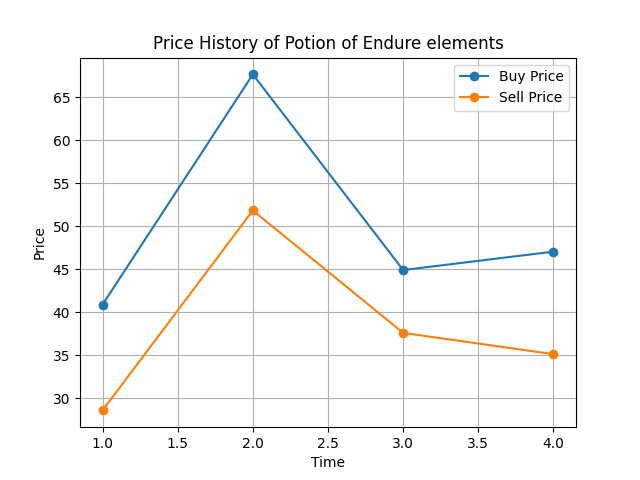 Price History of Potion of Endure elements
Buy Price
Sell Price
65
60
55
50
45
40
35
30
Price
1.0 1.5 2.0 2.5 3.0 3.5 4.0
Time